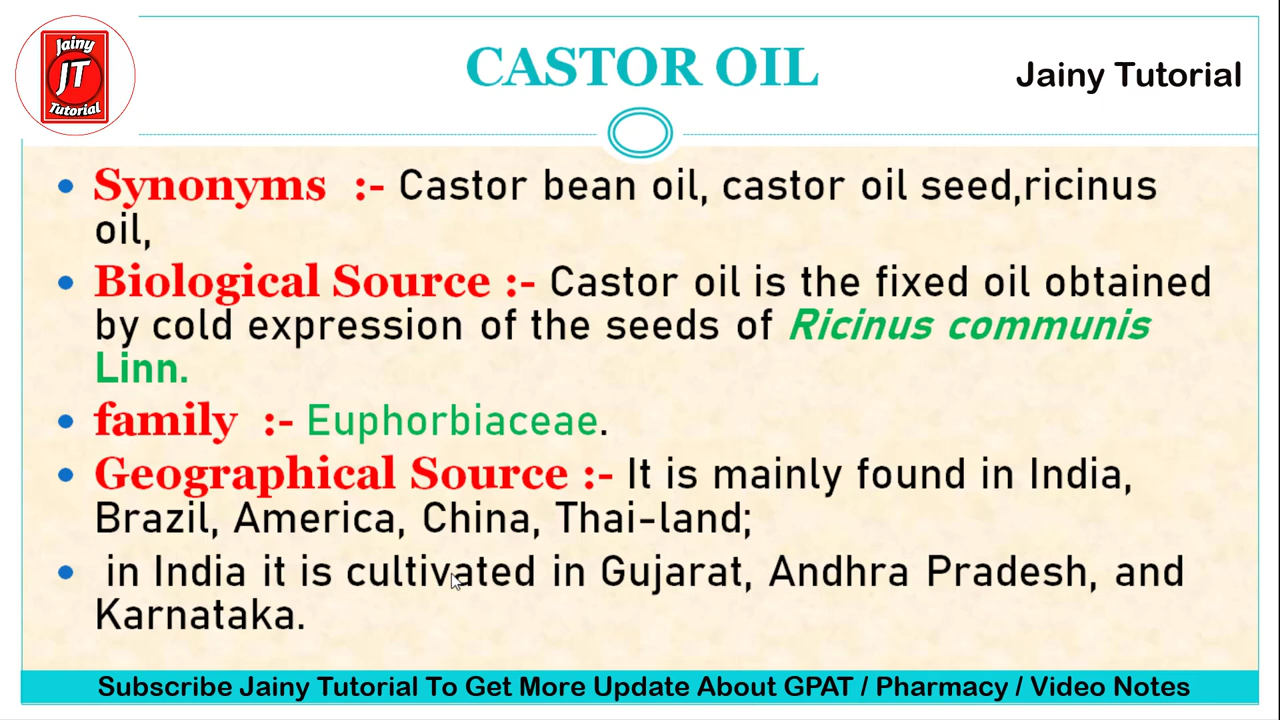 Jainy
JT
Tutorial
CASTOR OIL
Jainy Tutorial
Synonyms :- Castor bean oil, castor oil seed,ricinus
oil,
Biological Source :- Castor oil is the fixed oil obtained
by cold expression of the seeds of Ricinus communis
Linn.
family :- Euphorbiaceae.
Geographical Source :- It is mainly found in India,
Brazil, America, China, Thai-land;
in India it is cultivated in Gujarat, Andhra Pradesh, and
Karnataka.
Subscribe Jainy Tutorial To Get More Update About GPAT / Pharmacy / Video Notes